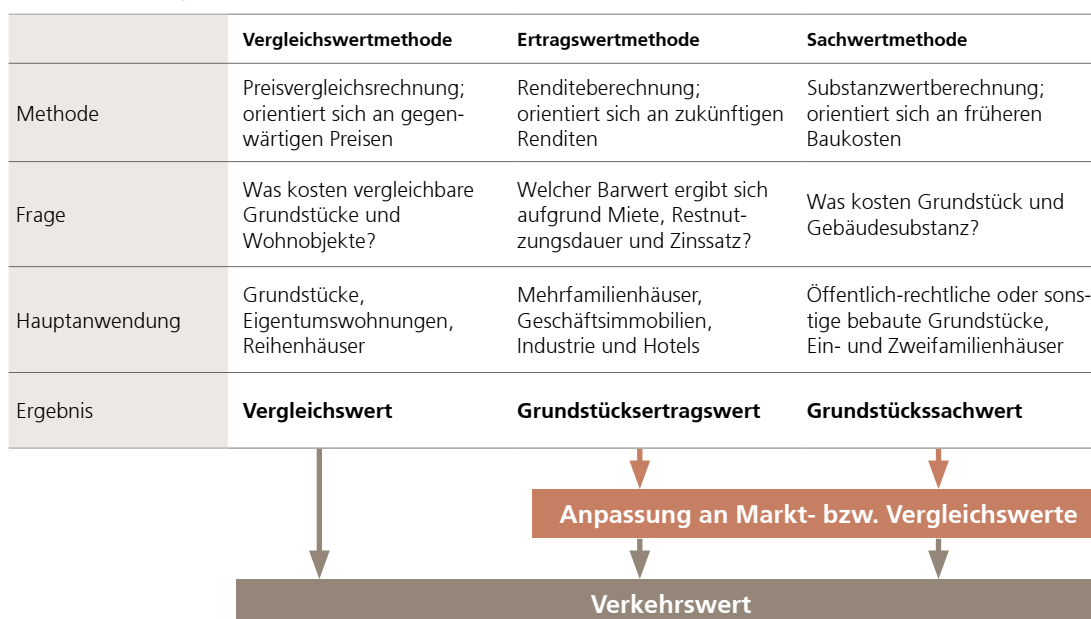 Vergleichswertmethode
Ertragswertmethode
Sachwertmethode
Methode
Preisvergleichsrechnung;
orientiert sich an gegen-
wärtigen Preisen
Renditeberechnung;
orientiert sich an zukünftigen
Renditen
Substanzwertberechnung;
orientiert sich an früheren
Baukosten
Frage
Was kosten vergleichbare
Grundstücke und
Wohnobjekte?
Welcher Barwert ergibt sich
aufgrund Miete, Restnut-
zungsdauer und Zinssatz?
Was kosten Grundstück und
Gebäudesubstanz?
Hauptanwendung
Grundstücke,
Eigentumswohnungen,
Reihenhäuser
Mehrfamilienhäuser,
Geschäftsimmobilien,
Industrie und Hotels
Öffentlich-rechtliche oder sons-
tige bebaute Grundstücke,
Ein- und Zweifamilienhäuser
Ergebnis
Vergleichswert
Grundstücksertragswert
Grundstückssachwert
Anpassung an Markt- bzw. Vergleichswerte
Verkehrswert